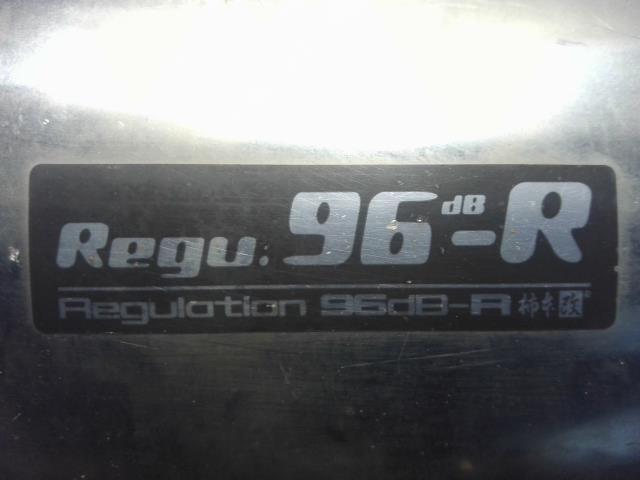 Regu. 96dB-R
Regulation 96dB-R 柿本改